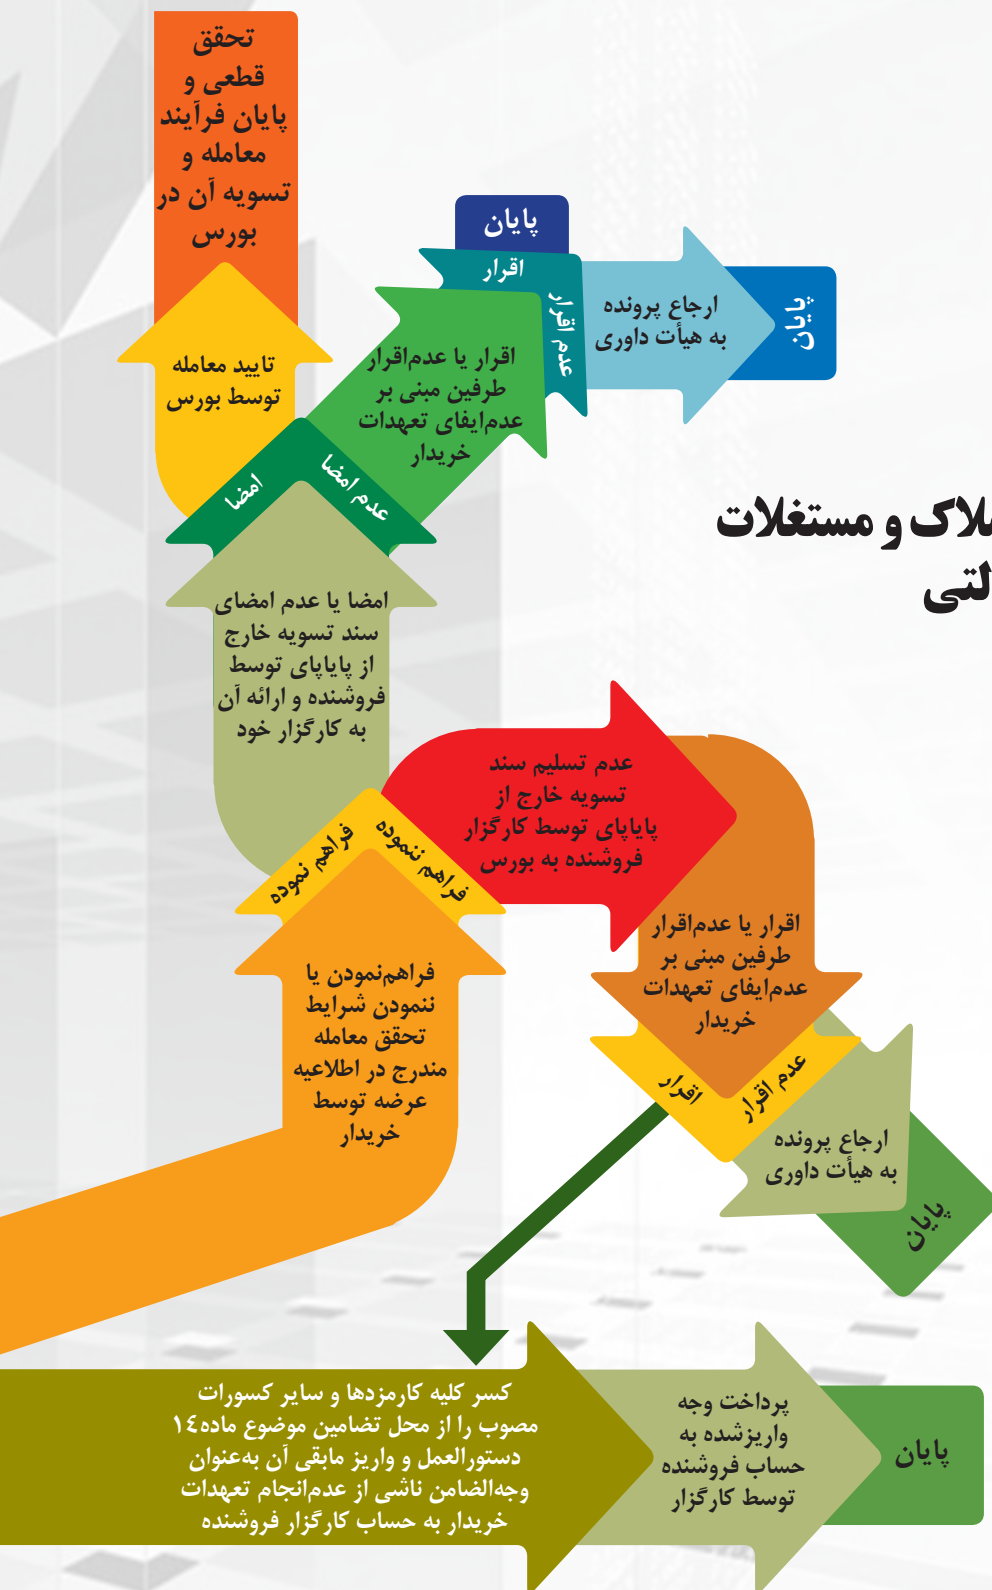 تحقق
قطعی و
پایان فرآیند
معامله و
تسویه آن در
بورس
تایید معامله
توسط بورس
پایان
اقرار
عدم اقرار
ارجاع پرونده
به هیأت داوری
پایان
اقرار یا عدم‌اقرار
طرفین مبنی بر
عدم‌ایفای تعهدات
خریدار
امضا
عدم امضا
امضا یا عدم امضای
سند تسویه خارج
از پایاپای توسط
فروشنده و ارائه آن
به کارگزار خود
و مستغلات
عدم تسلیم سند
تسویه خارج از
پایاپای توسط کارگزار
فروشنده به بورس
فراهم نموده
فراهم ننموده
فراهم‌نمودن یا
ننمودن شرایط
تحقق معامله
مندرج در اطلاعیه
عرضه توسط
خریدار
اقرار یا عدم‌اقرار
طرفین مبنی بر
عدم‌ایفای تعهدات
خریدار
اقرار
عدم اقرار
ارجاع پرونده
به هیأت داوری
پایان
کسر کلیه کارمزدها و سایر کسورات
مصوب را از محل تضامین موضوع ماده۱۴
دستورالعمل و واریز مابقی آن به‌عنوان
وجه‌الضامن ناشی از عدم‌انجام تعهدات
خریدار به حساب کارگزار فروشنده
پرداخت وجه
واریزشده به
حساب فروشنده
توسط کارگزار
پایان